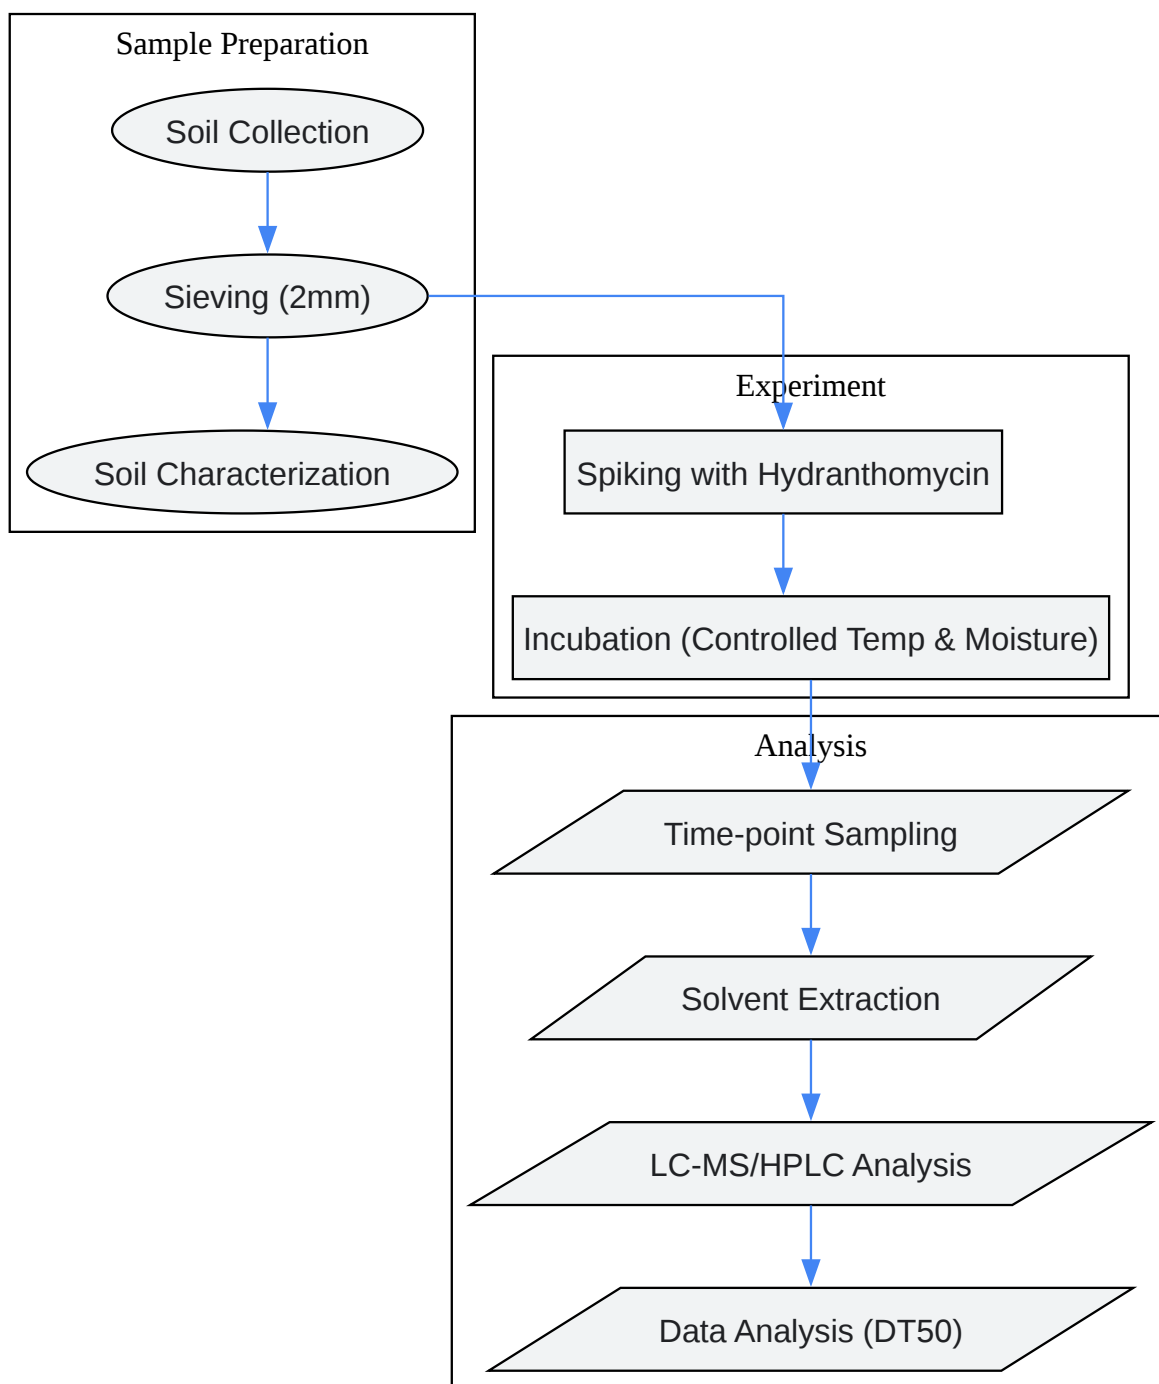 Sample Preparation
Soil Collection
Sieving (2mm)
Soil Characterization
Experiment
Spiking with Hydranthomycin
Incubation (Controlled Temp & Moisture)
Analysis
Time-point Sampling
Solvent Extraction
LC-MS/HPLC Analysis
Data Analysis (DT50)